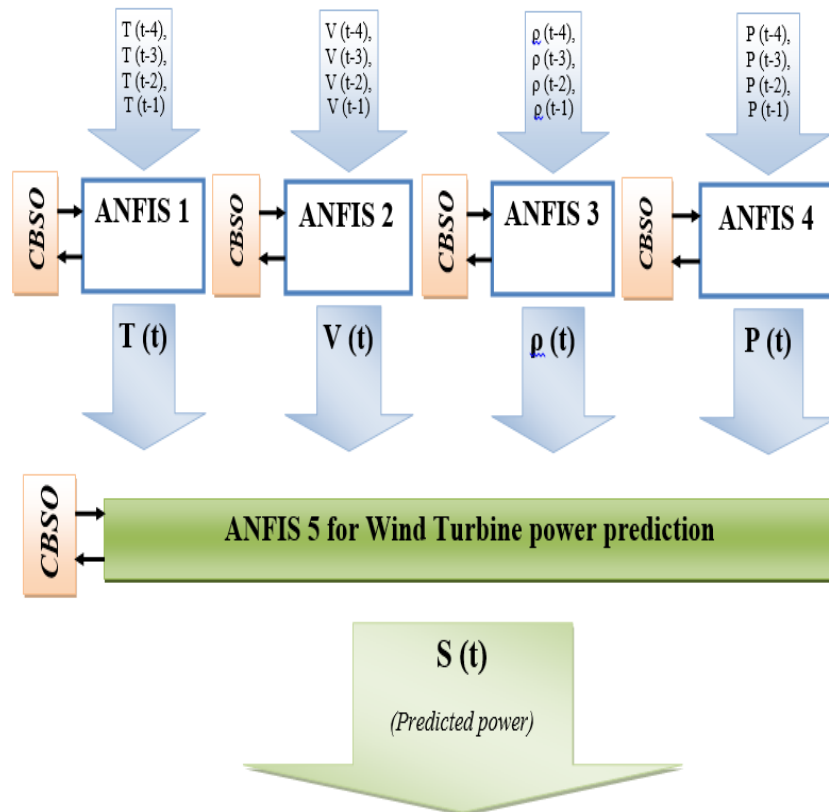 T (t-4),
T (t-3),
T (t-2),
T (t-1)
V (t-4),
V (t-3),
V (t-2),
V (t-1)
ρ (t-4),
ρ (t-3),
ρ (t-2),
ρ (t-1)
P (t-4),
P (t-3),
P (t-2),
P (t-1)
CBSO
ANFIS 1
CBSO
ANFIS 2
CBSO
ANFIS 3
CBSO
ANFIS 4
T (t)
V (t)
ρ (t)
P (t)
CBSO
ANFIS 5 for Wind Turbine power prediction
S (t)
(Predicted power)